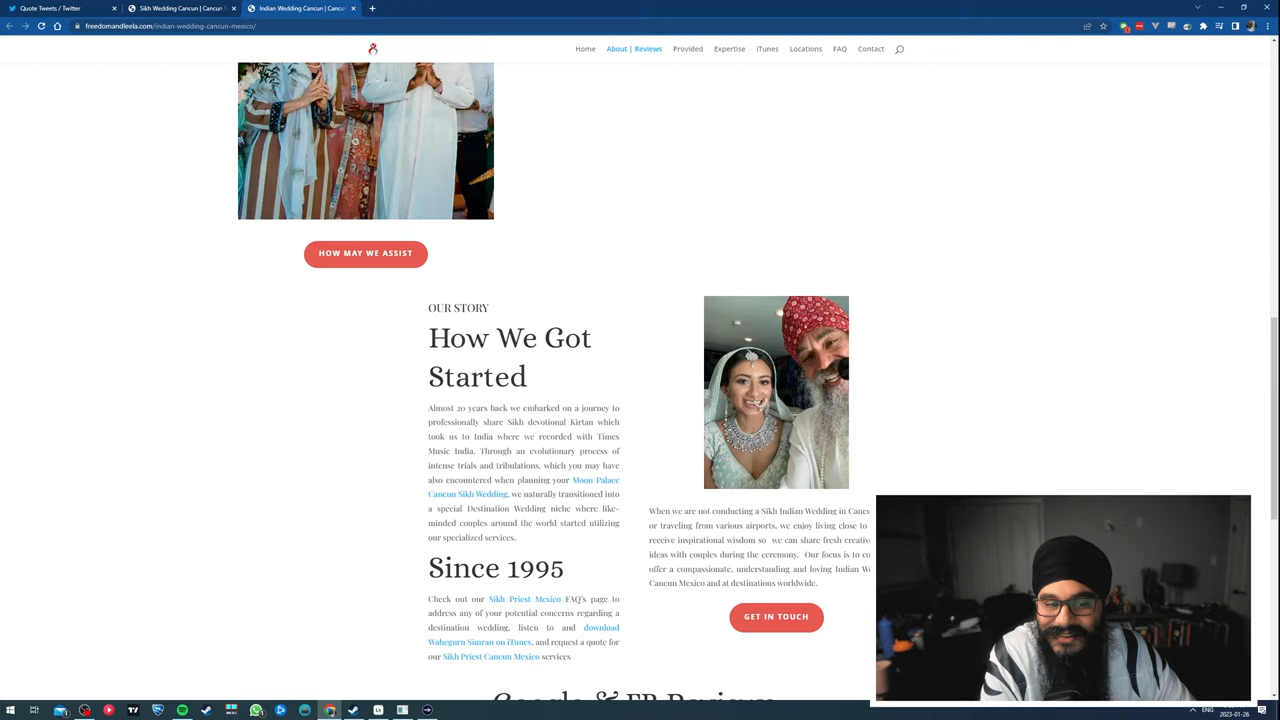 Quote Tweets / Twitter
Sikh Wedding Cancun | Cancun S
Indian Wedding Cancun | Cancun
freedomandleela.com/indian-wedding-cancun-mexico/
Home About | Reviews Provided Expertise iTunes Locations FAQ Contact
HOW MAY WE ASSIST
OUR STORY
How We Got
Started
Almost 20 years back we embarked on a journey to
professionally share Sikh devotional Kirtan which
took us to India where we recorded with Times
Music India. Through an evolutionary process of
intense trials and tribulations, which you may have
also encountered when planning your Moon Palace
Cancun Sikh Wedding, we naturally transitioned into
a special Destination Wedding niche where like-
minded couples around the world started utilizing
our specialized services.
Since 1995
Check out our Sikh Priest Mexico FAQ's page to
address any of your potential concerns regarding a
destination wedding, listen to and download
Waheguru Simran on iTunes, and request a quote for
our Sikh Priest Cancun Mexico services
When we are not conducting a Sikh Indian Wedding in Cancu
or traveling from various airports, we enjoy living close to
receive inspirational wisdom so we can share fresh creativ
ideas with couples during the ceremony. Our focus is to co
offer a compassionate, understanding and loving Indian We
Cancun Mexico and at destinations worldwide.
GET IN TOUCH
Google & FB Reviews
ENG
2023-01-26